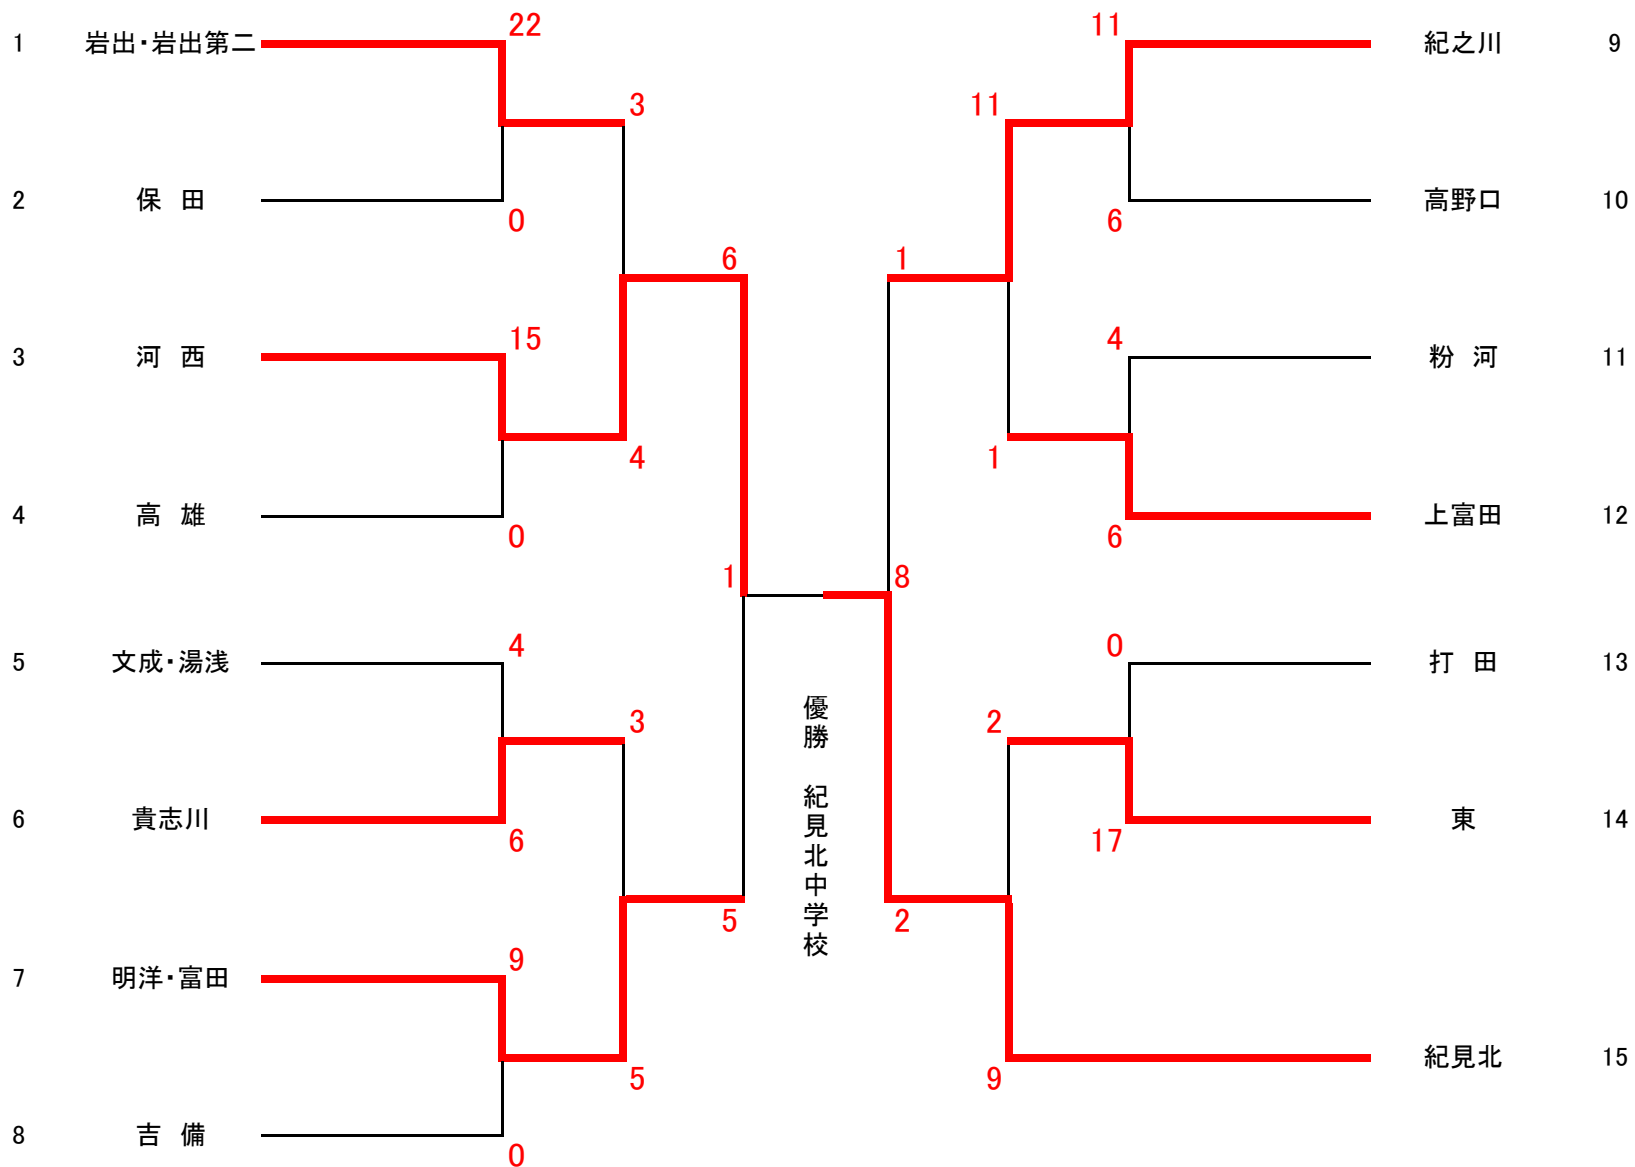 22 11
1 岩出・岩出第二 紀之川 9
3 11
2 保 田 高野口 10
0 6
6 1
15 4
3 河 西 粉 河 11
4 1
4 高 雄 上富田 12
0 6
1 8
4 0
5 文成・湯浅 打 田 13
3 2
6 貴志川 東 14
6 17
5 2
9
7 明洋・富田
紀見北 15
5 9
8 吉 備
0
優勝 紀見北中学校